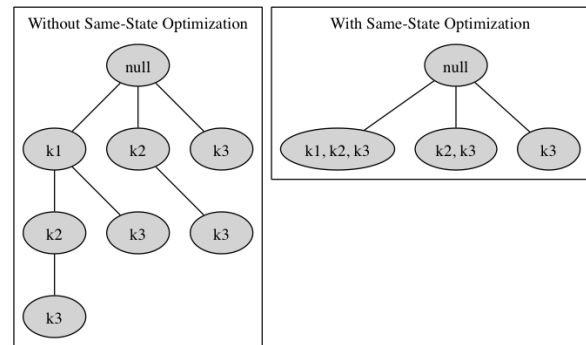 Without Same-State Optimization
null
k1
k2
k3
k2
k3
k3
k3
With Same-State Optimization
null
k1, k2, k3
k2, k3
k3